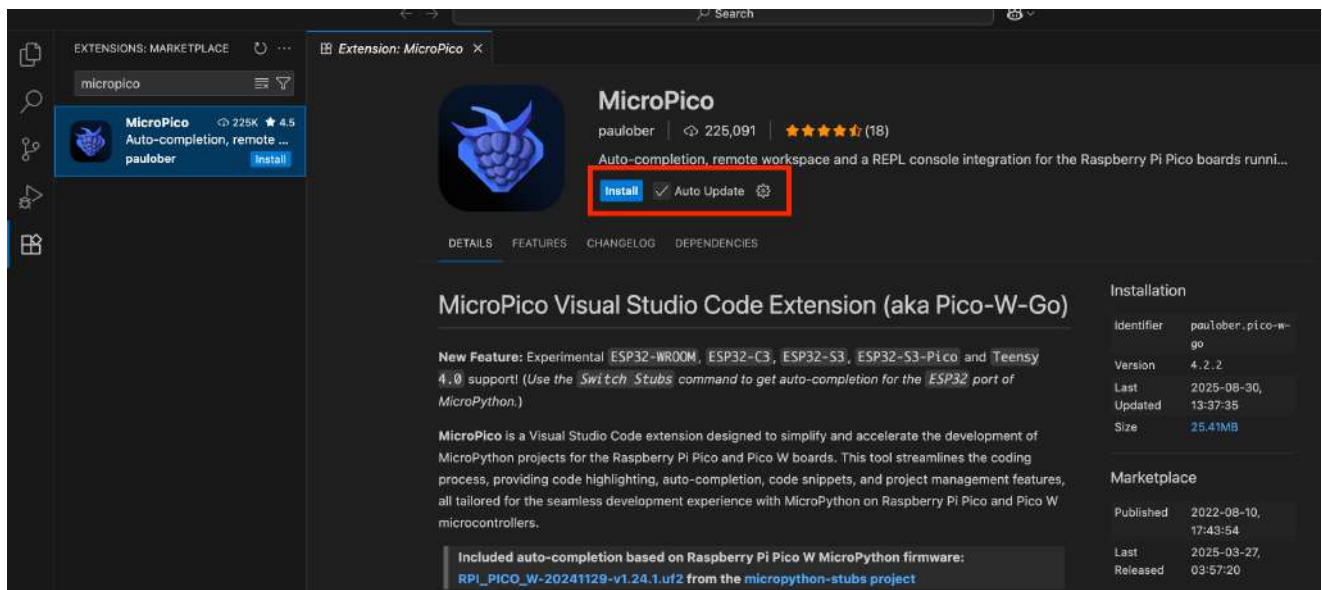 Search
EXTENSIONS: MARKETPLACE
micropico
MicroPico 225K ★ 4.5
Auto-completion, remote ...
paulober Install
Extension: MicroPico
MicroPico
paulober 225,091 (18)
Auto-completion, remote workspace and a REPL console integration for the Raspberry Pi Pico boards runni...
Install Auto Update
DETAILS FEATURES CHANGELOG DEPENDENCIES
MicroPico Visual Studio Code Extension (aka Pico-W-Go)
New Feature: Experimental ESP32-WROOM, ESP32-C3, ESP32-S3, ESP32-S3-Pico and Teensy
4.0 support! (Use the Switch Stubs command to get auto-completion for the ESP32 port of
MicroPython.)
MicroPico is a Visual Studio Code extension designed to simplify and accelerate the development of
MicroPython projects for the Raspberry Pi Pico and Pico W boards. This tool streamlines the coding
process, providing code highlighting, auto-completion, code snippets, and project management features,
all tailored for the seamless development experience with MicroPython on Raspberry Pi Pico and Pico W
microcontrollers.
Included auto-completion based on Raspberry Pi Pico W MicroPython firmware:
RPI_PICO_W-20241129-v1.24.1.uf2 from the micropython-stubs project
Installation
Identifier paulober.pico-w-
go
Version 4.2.2
Last 2025-08-30,
Updated 13:37:35
Size 25.41MB
Marketplace
Published 2022-08-10,
17:43:54
Last 2025-03-27,
Released 03:57:20